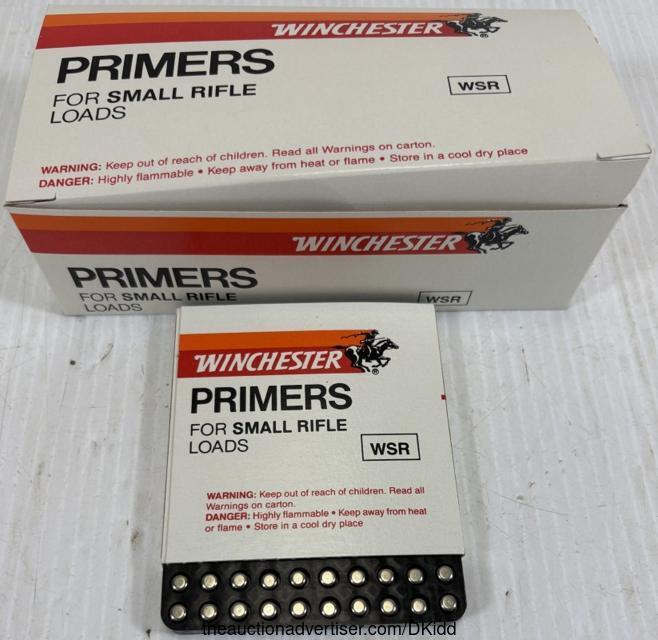 WINCHESTER
PRIMERS
FOR SMALL RIFLE
LOADS
WSR
WARNING: Keep out of reach of children. Read all Warnings on carton.
DANGER: Highly flammable • Keep away from heat or flame • Store in a cool dry place
WINCHESTER
PRIMERS
FOR SMALL RIFLE
LOADS
WSR
WINCHESTER
®
PRIMERS
FOR SMALL RIFLE
LOADS
WSR
WARNING: Keep out of reach of children. Read all
Warnings on carton.
DANGER: Highly flammable • Keep away from heat
or flame • Store in a cool dry place
theauctionadvertiser.com/DKidd